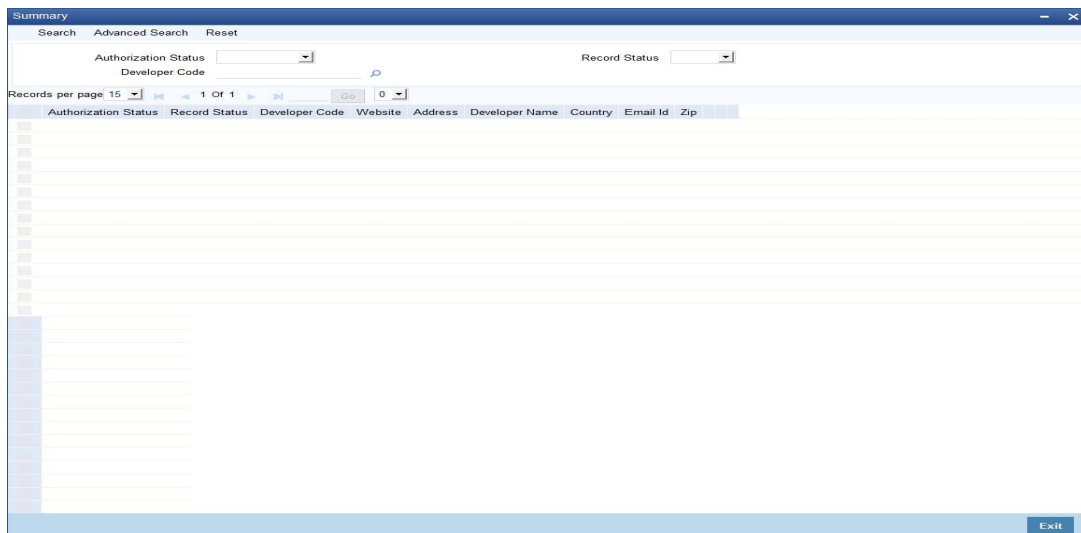 Summary
Search Advanced Search Reset
Authorization Status Record Status
Developer Code
Records per page 15 1 Of 1 Go 0
Authorization Status Record Status Developer Code Website Address Developer Name Country Email Id Zip
Exit